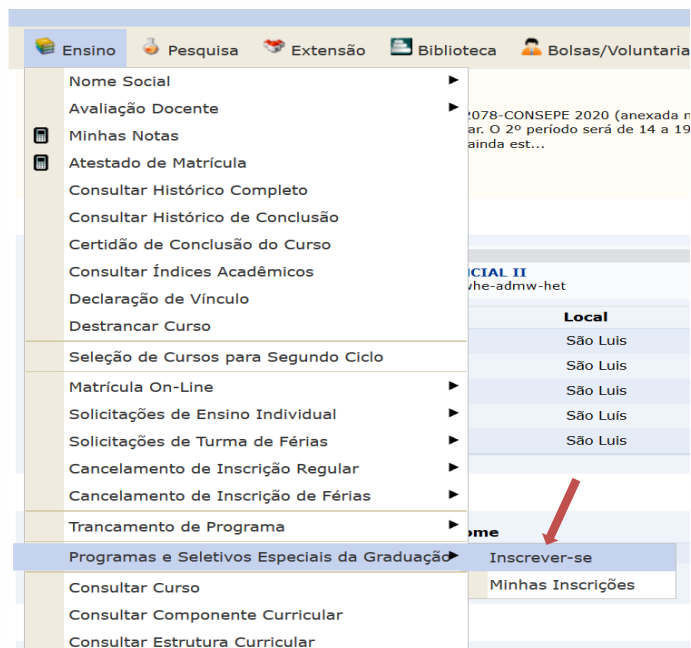 Ensino Pesquisa Extensão Biblioteca Bolsas/Voluntaria
Nome Social
Avaliação Docente
Minhas Notas
Atestado de Matrícula
Consultar Histórico Completo
Consultar Histórico de Conclusão
Certidão de Conclusão do Curso
Consultar Índices Acadêmicos
Declaração de Vínculo
Destrancar Curso
Seleção de Cursos para Segundo Ciclo
Matrícula On-Line
Solicitações de Ensino Individual
Solicitações de Turma de Férias
Cancelamento de Inscrição Regular
Cancelamento de Inscrição de Férias
Trancamento de Programa
Programas e Seletivos Especiais da Graduação
Consultar Curso
Consultar Componente Curricular
Consultar Estrutura Curricular
Inscrever-se
Minhas Inscrições
2078-CONSEPE 2020 (anexada n
ar. O 2º período será de 14 a 19
ainda est...
CIAL II
whe-admw-het
Local
São Luis
São Luis
São Luis
São Luís
São Luis
ome